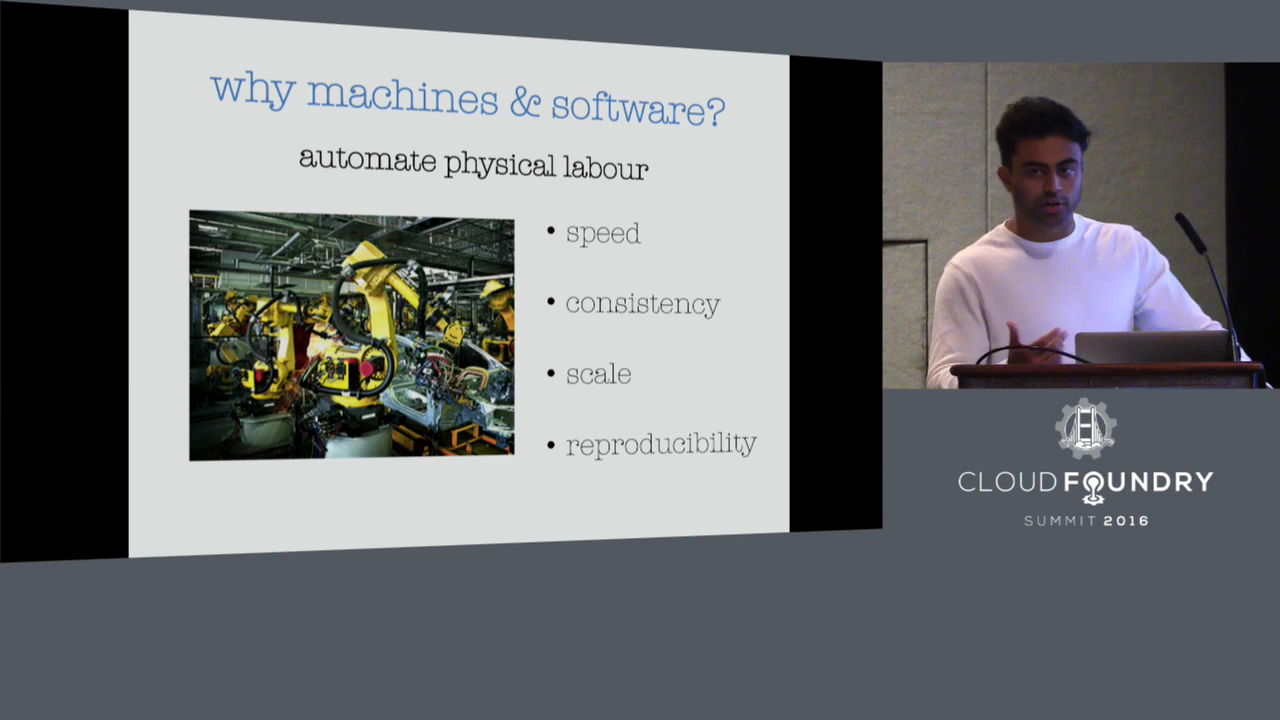 why machines & software?
automate physical labour
• speed
• consistency
• scale
• reproducibility
CLOUD FOUNDRY
SUMMIT 2016